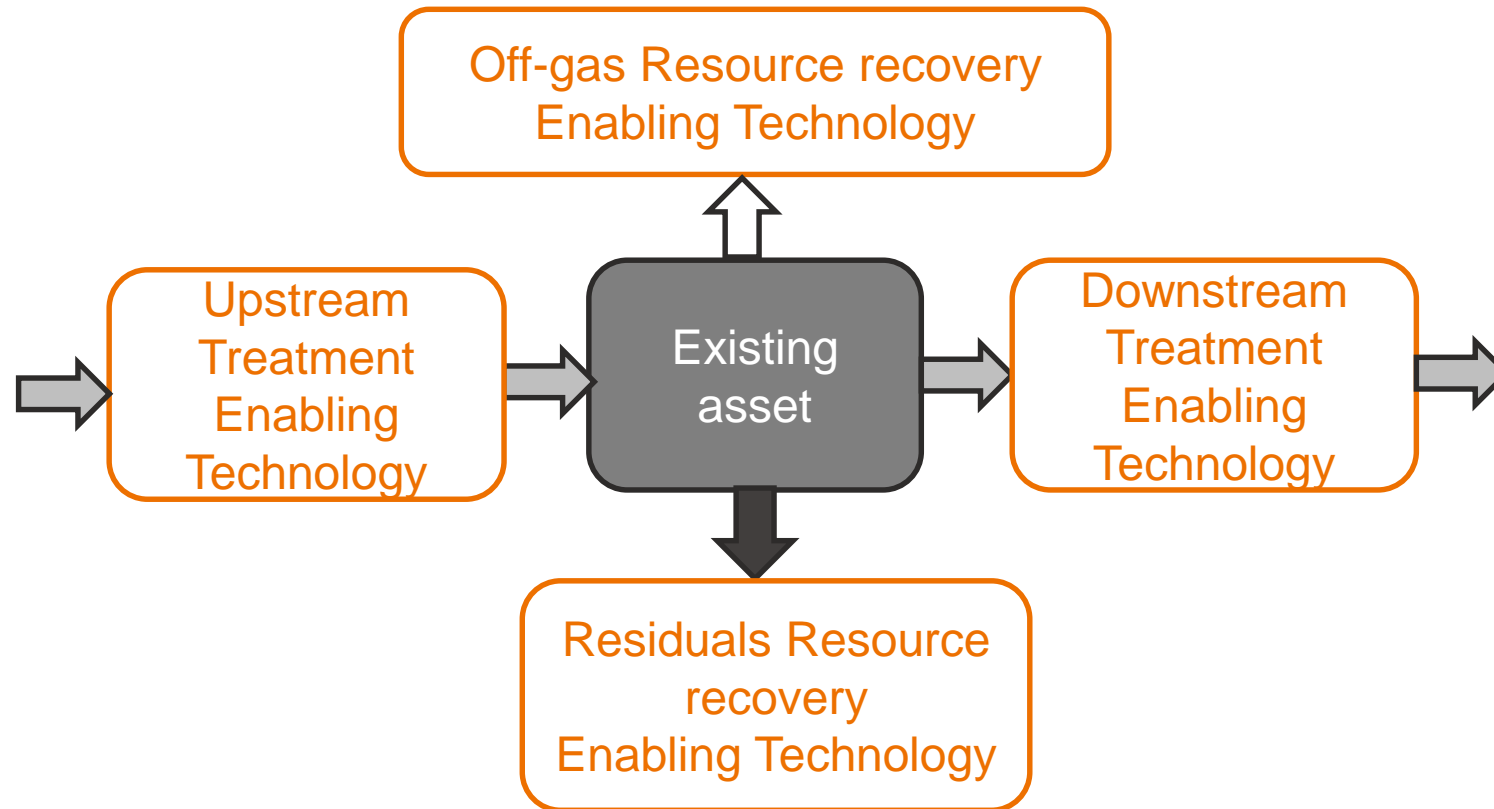 Off-gas Resource recovery
Enabling Technology
Upstream
Treatment
Enabling
Technology
Existing
asset
Downstream
Treatment
Enabling
Technology
Residuals Resource
recovery
Enabling Technology